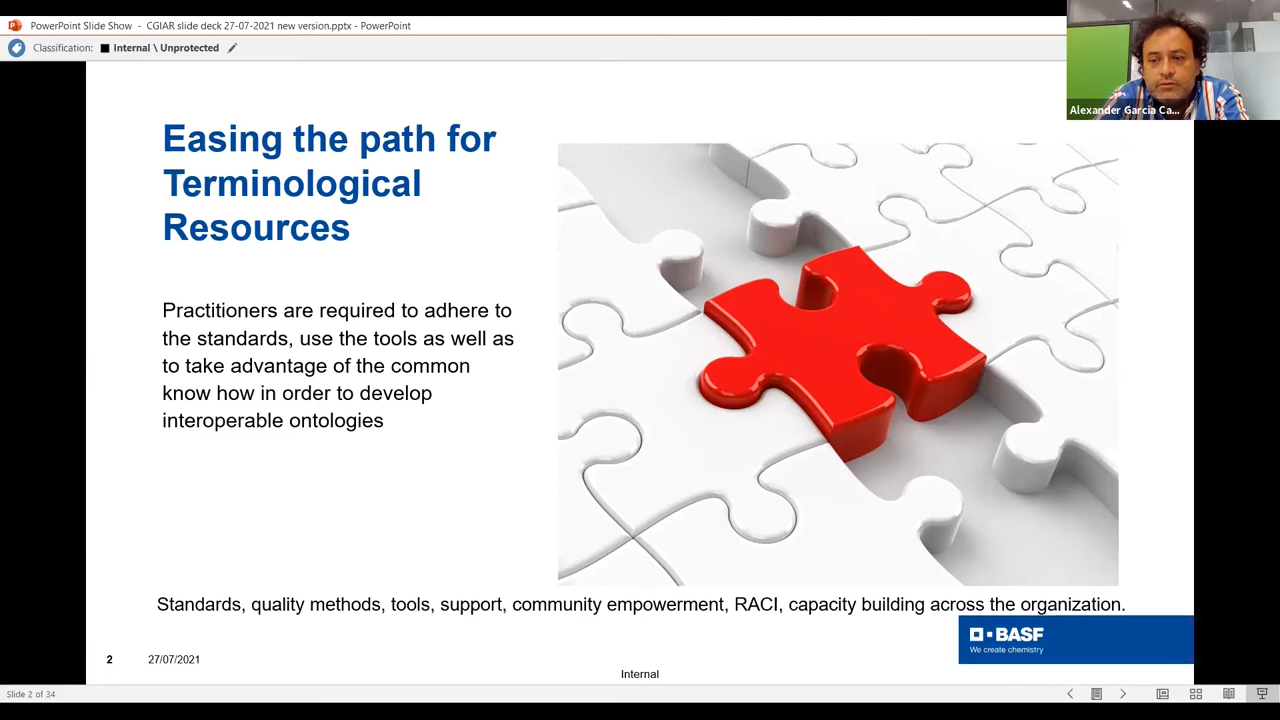 PowerPoint Slide Show - CGIAR slide deck 27-07-2021 new version.pptx - PowerPoint
Classification: Internal \ Unprotected
Alexander Garcia Ca...
Easing the path for
Terminological
Resources
Practitioners are required to adhere to
the standards, use the tools as well as
to take advantage of the common
know how in order to develop
interoperable ontologies
Standards, quality methods, tools, support, community empowerment, RACI, capacity building across the organization.
BASF
We create chemistry
2 27/07/2021
Internal
Slide 2 of 34